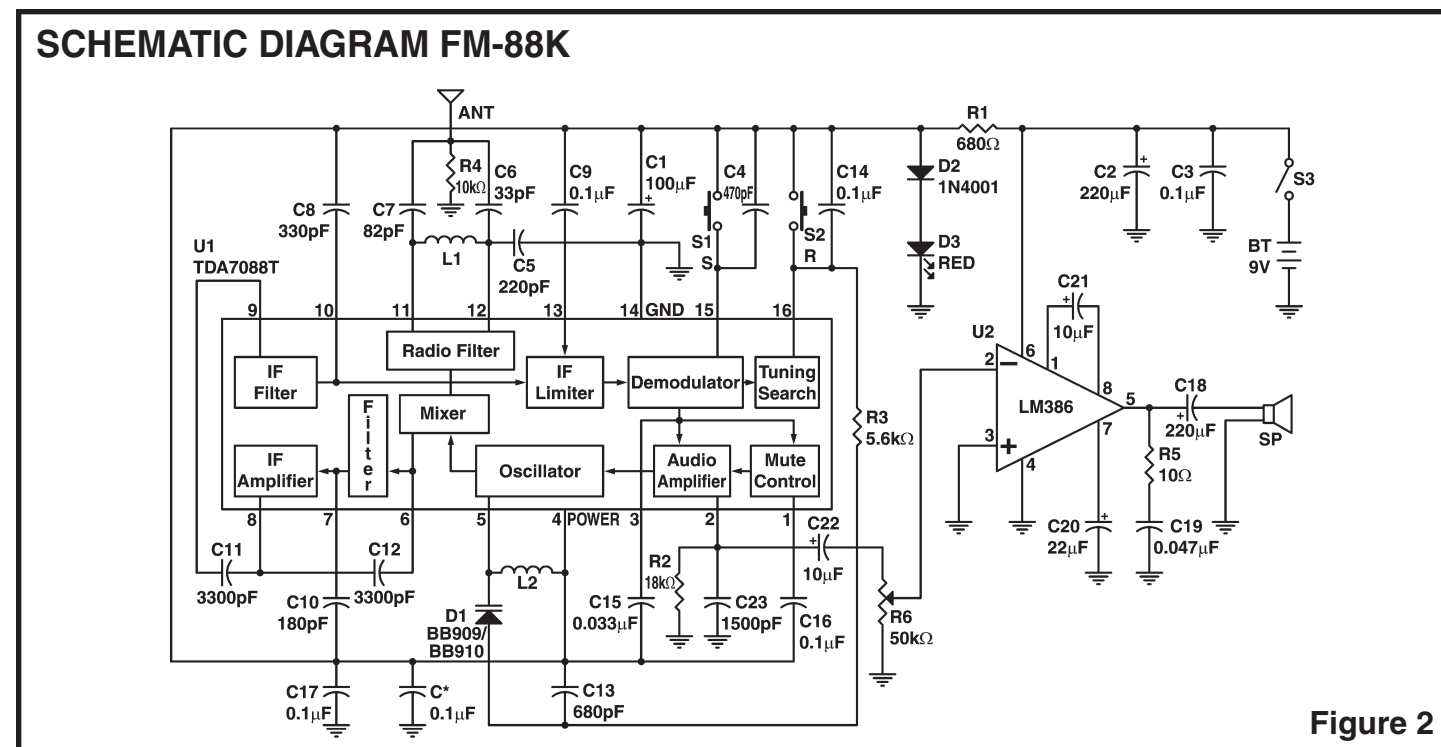 SCHEMATIC DIAGRAM FM-88K
ANT
R1
680Ω
R4
10kΩ
C6
33pF
C9
0.1μF
C1
100μF
+
C4
470pF
C14
0.1μF
D2
1N4001
C2
220μF
+
C3
0.1μF
S3
C8
330pF
C7
82pF
L1
C5
220pF
S1
S
S2
R
D3
RED
BT
9V
U1
TDA7088T
C21
+
10μF
9
10
11
12
13
14 GND
15
16
U2
2
6
1
Radio Filter
IF
Filter
IF
Limiter
Demodulator
Tuning
Search
−
8
LM386
5
C18
+
220μF
SP
Filter
Mixer
R3
5.6kΩ
3
+
4
7
IF
Amplifier
Oscillator
Audio
Amplifier
Mute
Control
R5
10Ω
8
7
6
5
4 POWER
3
2
1
C22
+
10μF
C20
22μF
+
C19
0.047μF
C11
3300pF
C12
3300pF
L2
R2
18kΩ
C10
180pF
D1
BB909/
BB910
C15
0.033μF
C23
1500pF
C16
0.1μF
R6
50kΩ
C17
0.1μF
C*
0.1μF
C13
680pF
Figure 2